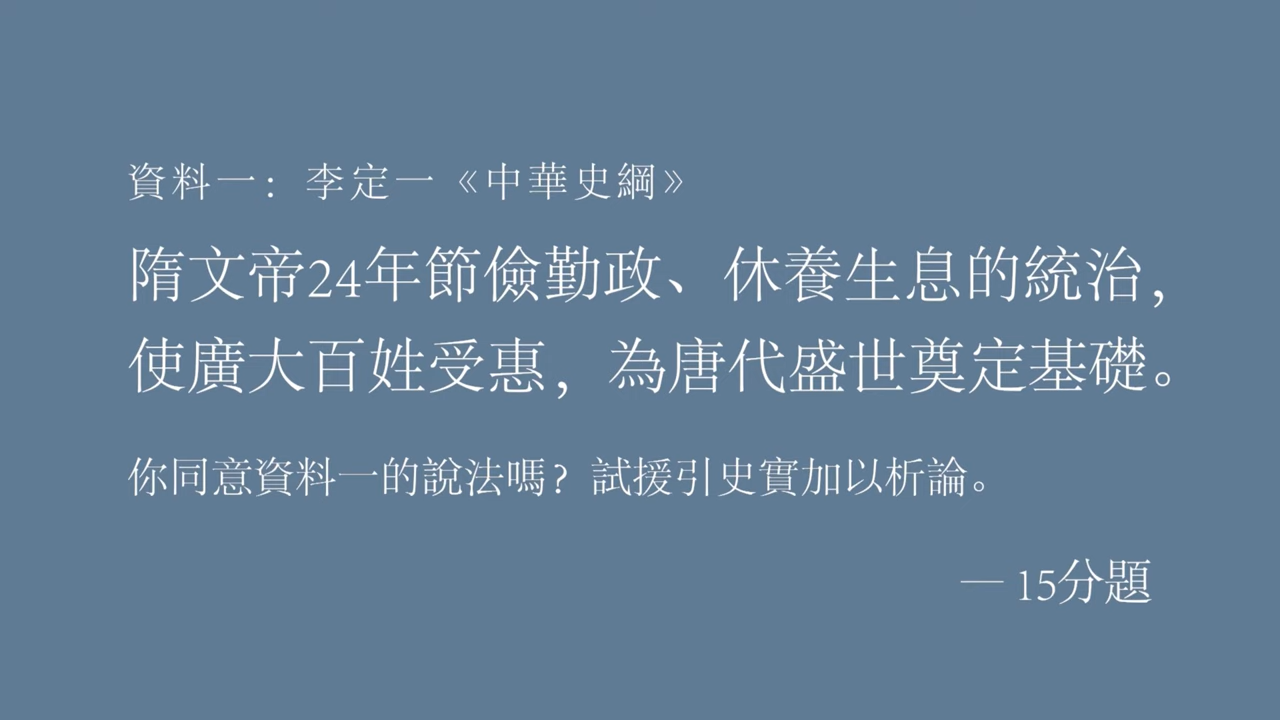 資料一：李定一《中華史綱》
隋文帝24年節儉勤政、休養生息的統治，
使廣大百姓受惠，為唐代盛世奠定基礎。
你同意資料一的說法嗎？試援引史實加以析論。
— 15分題